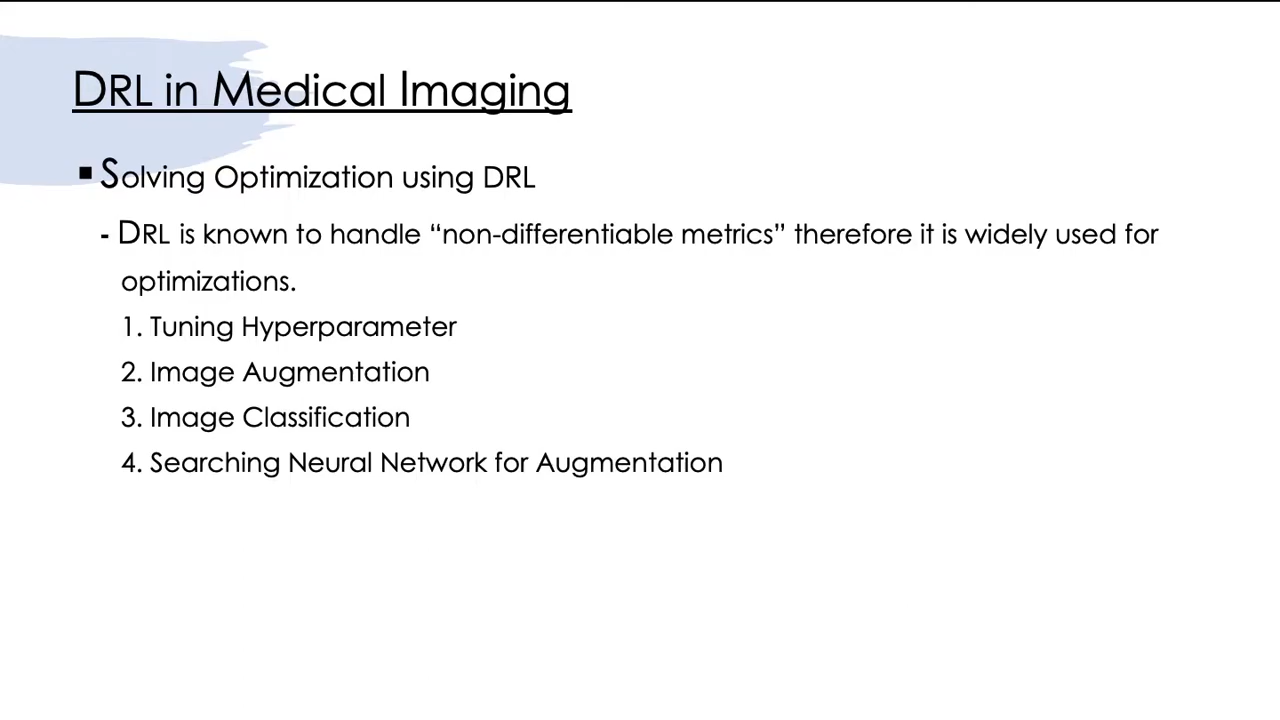 DRL in Medical Imaging
▪ Solving Optimization using DRL
- DRL is known to handle “non-differentiable metrics” therefore it is widely used for
optimizations.
1. Tuning Hyperparameter
2. Image Augmentation
3. Image Classification
4. Searching Neural Network for Augmentation